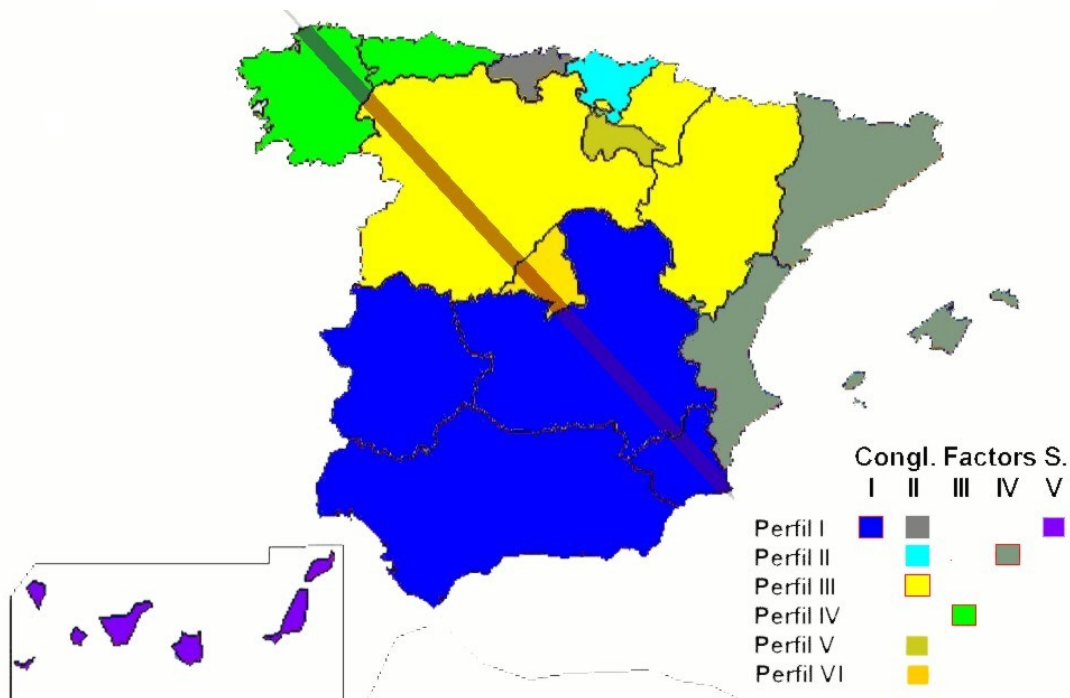 Congl. Factors S.
I II III IV V
Perfil I
Perfil II
Perfil III
Perfil IV
Perfil V
Perfil VI